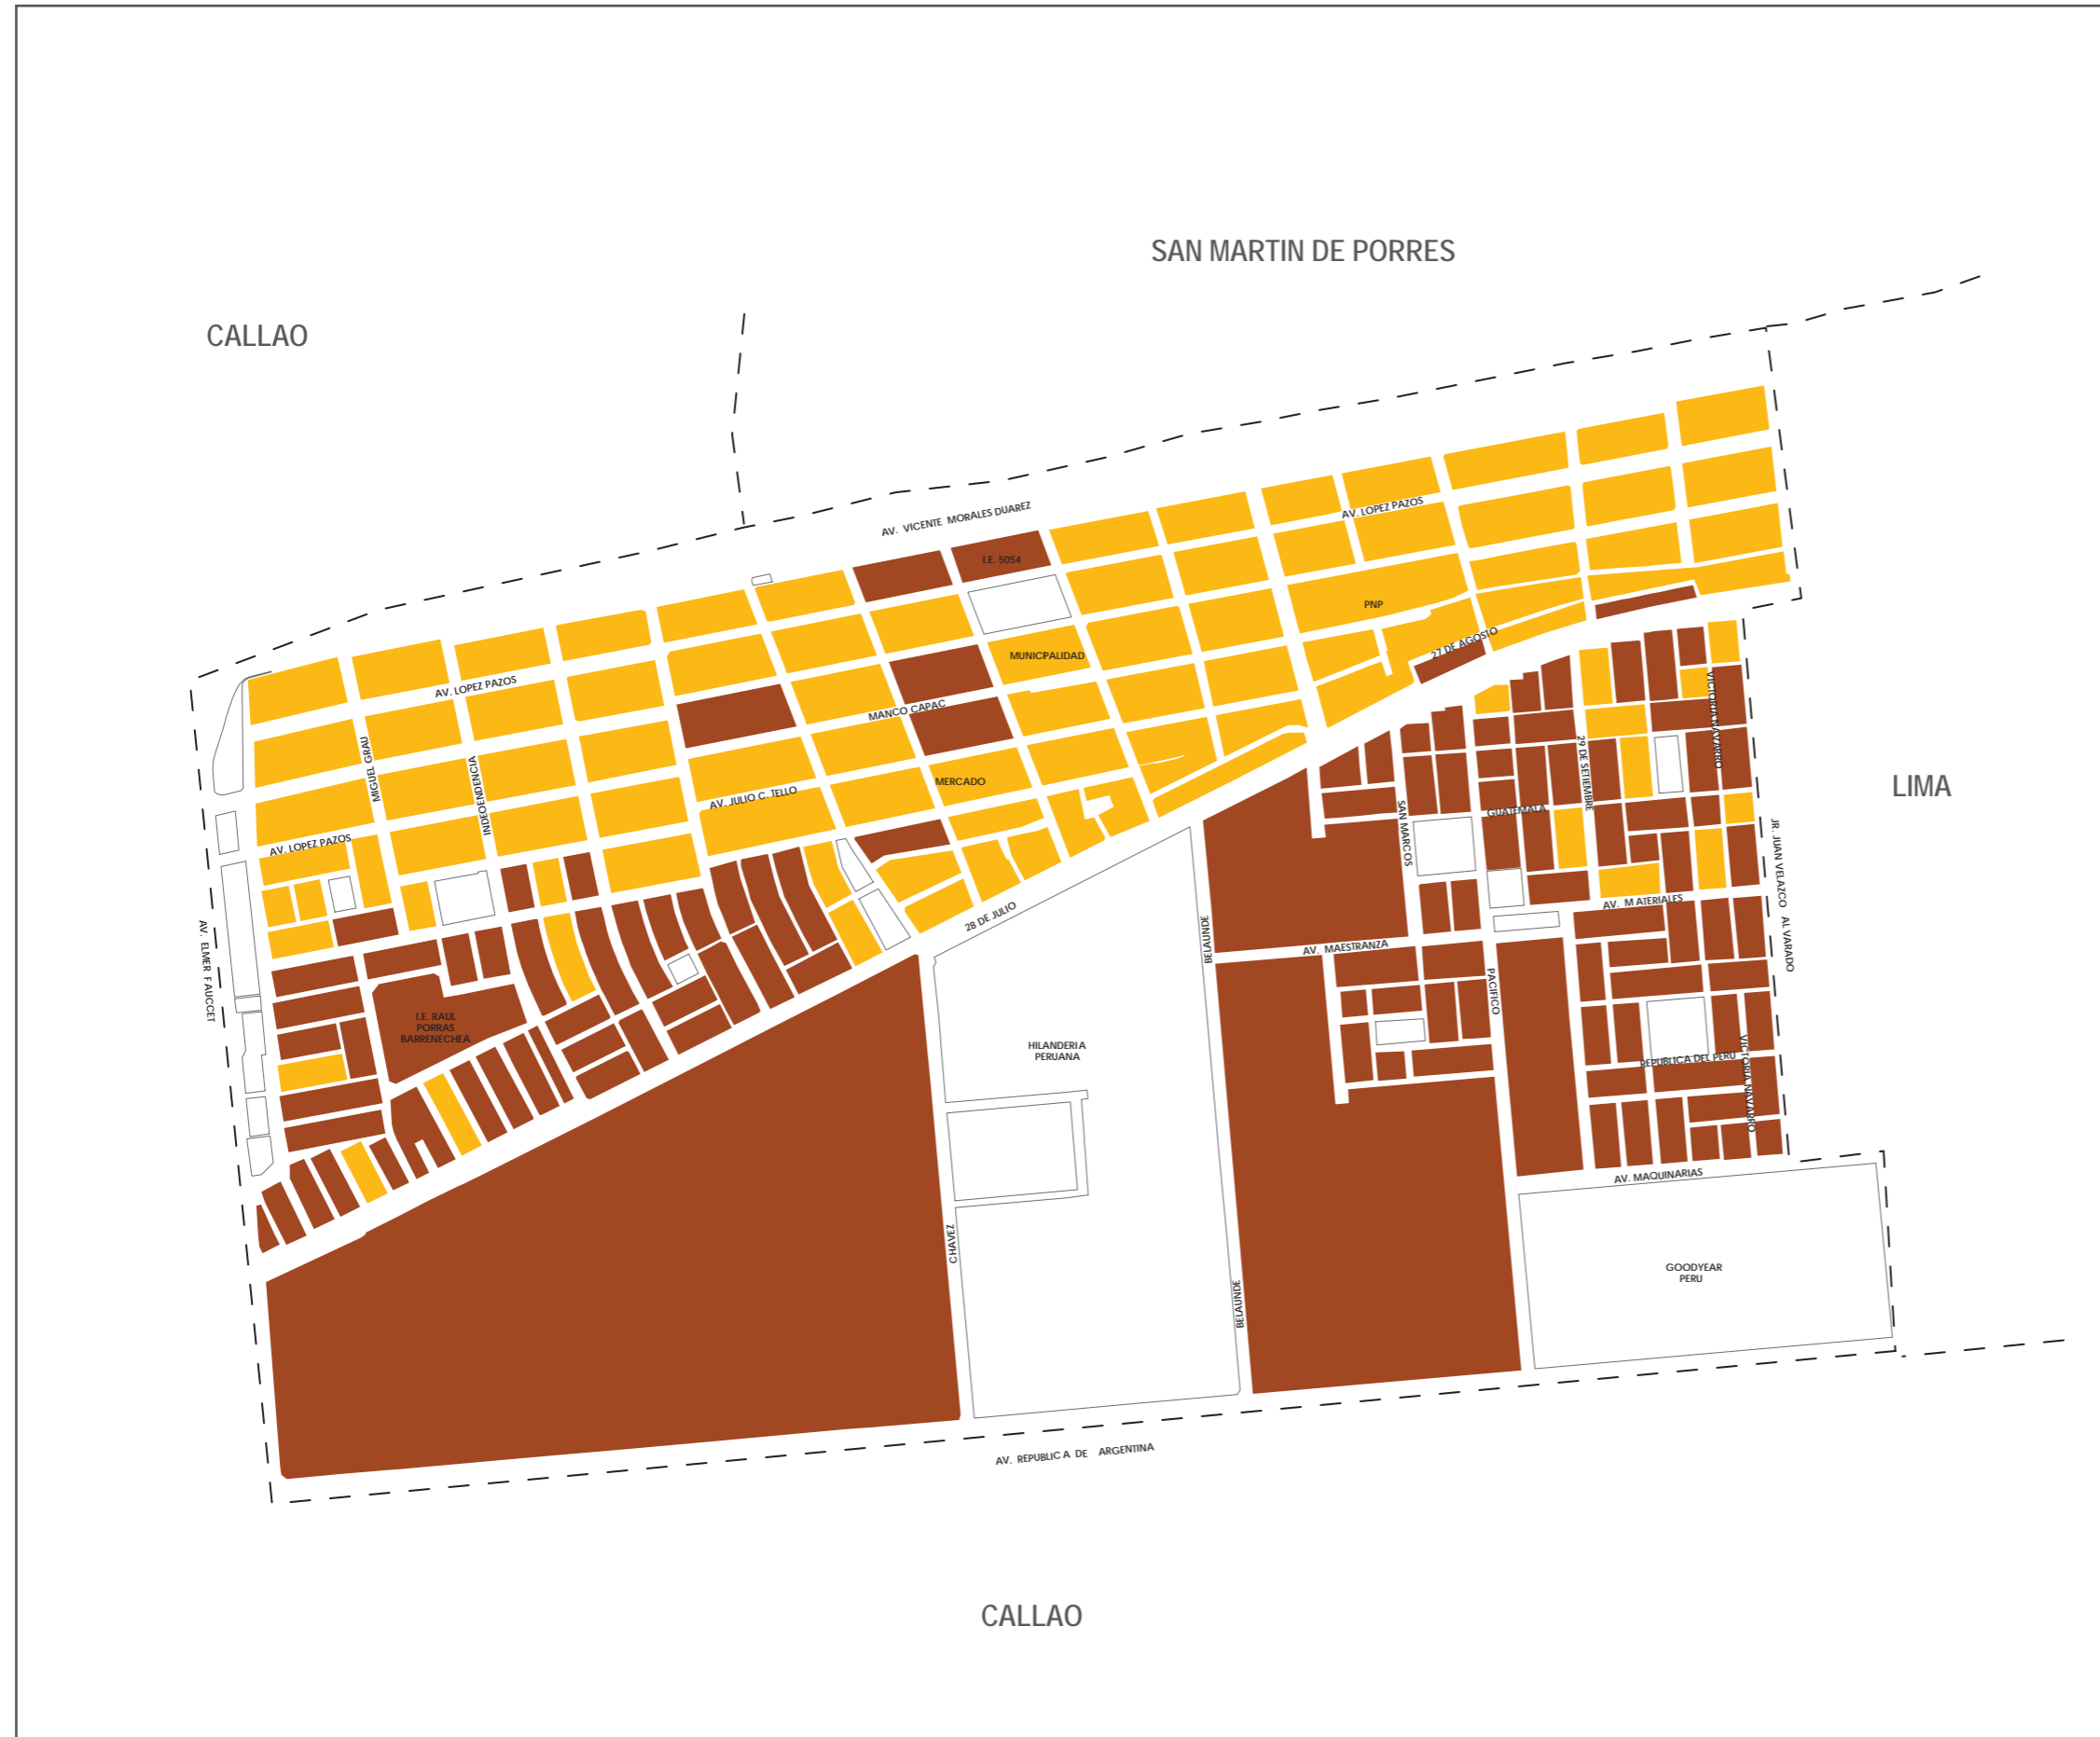 SAN MARTIN DE PORRES
CALLAO
AV. VICENTE MORALES DUAREZ
AV. LOPEZ PAZOS
I.E. 5054
PNP
27 DE AGOSTO
MUNICPALIDAD
AV. LOPEZ PAZOS
MANCO CAPAC
VICTORIA NAVARRO
MIGUEL GRAU
INDEOENDENCIA
29 DE SETIEMBRE
MERCADO
LIMA
AV. JULIO C. TELLO
GUATEMALA
SAN MARCOS
AV. LOPEZ PAZOS
JR. JUAN VELAZCO ALVARADO
AV. MATERIALES
28 DE JULIO
AV. ELMER FAUCCET
BELAUNDE
AV. MAESTRANZA
PACIFICO
I.E. RAUL
PORRAS
BARRENECHEA
HILANDERIA
PERUANA
REPUBLICA DEL PERU
VICTORIA NAVARRO
AV. MAQUINARIAS
CHAVEZ
BELAUNDE
GOODYEAR
PERU
AV. REPUBLICA DE ARGENTINA
CALLAO